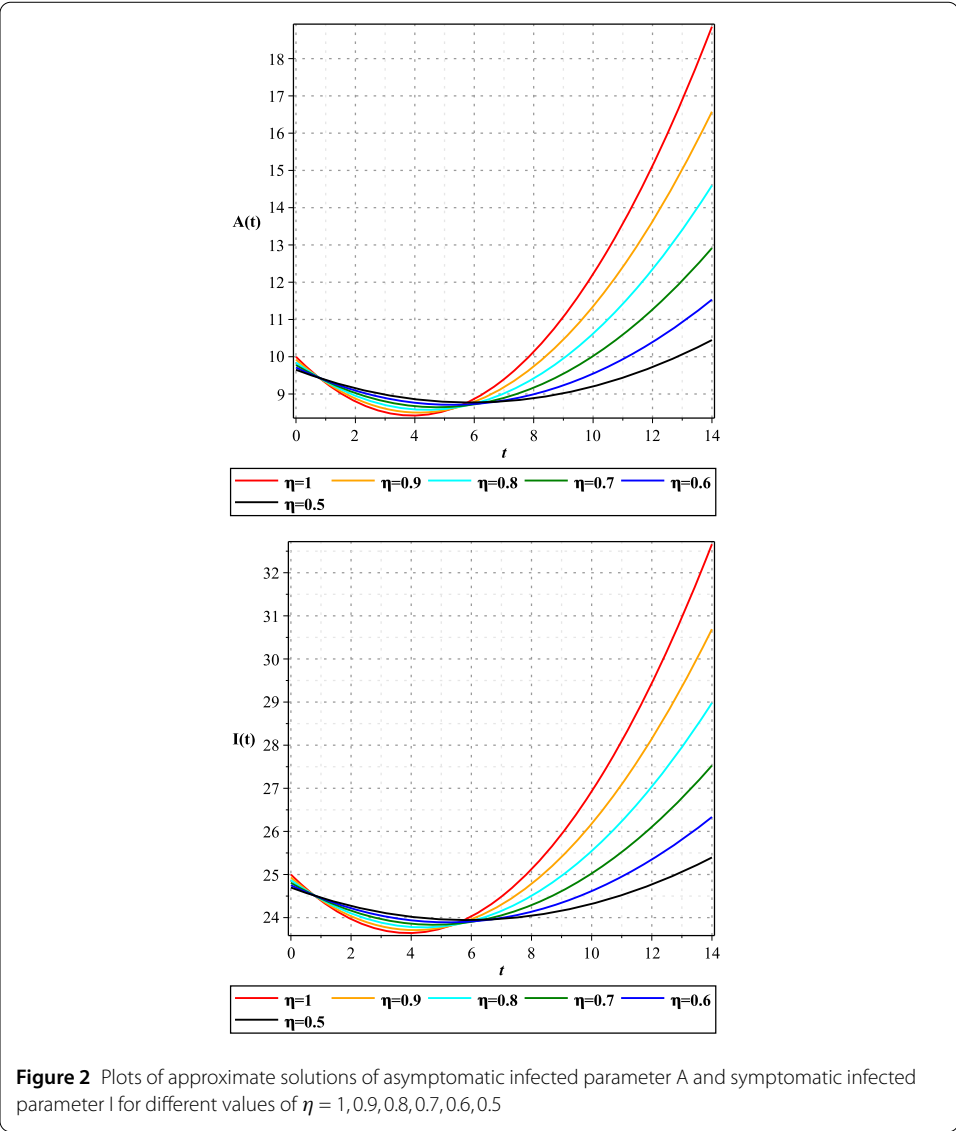 18
17
16
15
14
A(t)
13
12
11
10
9
0 2 4 6 8 10 12 14
t
η=1 η=0.9 η=0.8 η=0.7 η=0.6
η=0.5
32
31
30
29
28
I(t)
27
26
25
24
0 2 4 6 8 10 12 14
t
η=1 η=0.9 η=0.8 η=0.7 η=0.6
η=0.5
Figure 2 Plots of approximate solutions of asymptomatic infected parameter A and symptomatic infected
parameter I for different values of η = 1, 0.9, 0.8, 0.7, 0.6, 0.5